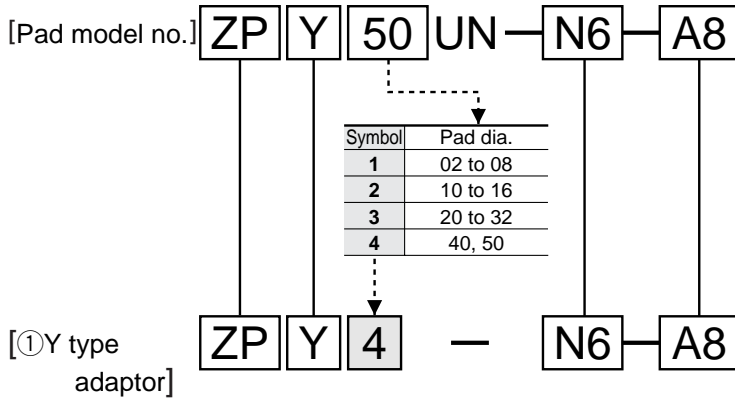 [Pad model no.] ZP Y 50 UN — N6 — A8
Symbol Pad dia.
1 02 to 08
2 10 to 16
3 20 to 32
4 40, 50
[①Y type adaptor] ZP Y 4 — N6 — A8